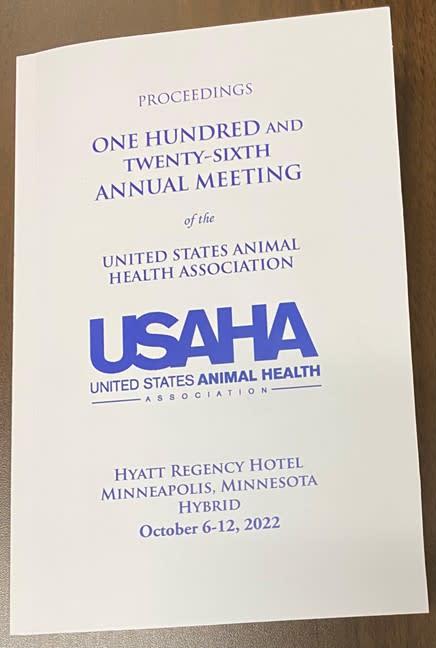 PROCEEDINGS
ONE HUNDRED AND
TWENTY-SIXTH
ANNUAL MEETING
of the
UNITED STATES ANIMAL
HEALTH ASSOCIATION
USAHA
UNITED STATES ANIMAL HEALTH
ASSOCIATION
HYATT REGENCY HOTEL
MINNEAPOLIS, MINNESOTA
HYBRID
October 6-12, 2022